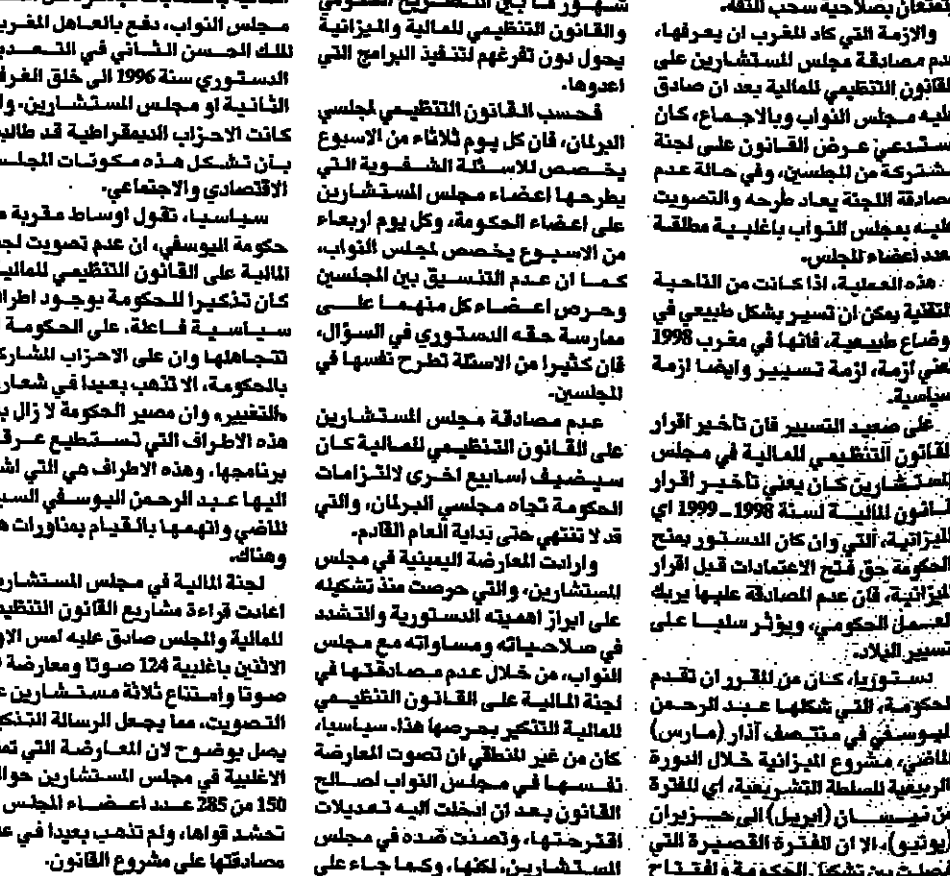 يتمتعان بصلاحية سحب الثقة.
والازمة التي كاد المغرب ان يعرفها،
عدم مصادقة مجلس المستشارين على
القانون التنظيمي للمالية بعد ان صادق
عليه مجلس النواب وبالاجماع، كان
سـتدعي عرض القانون على لجنة
مشتركة من المجلسين، وفي حالة عدم
مصادقة اللجنة يعاد طرحه والتصويت
عليه بمجلس النواب باغلبية مطلقة
لعدد اعضاء المجلس.
هذه العملية، اذا كانت من الناحية
التقنية يمكن ان تسير بشكل طبيعي في
اوضاع طبيعية، فانها في مغرب 1998
تعني ازمة، ازمة تسيير وايضا ازمة
سياسية.
على صعيد التسيير فان تأخير اقرار
القانون التنظيمي للمالية في مجلس
المستشارين كان يعني تأخير اقرار
قانون المالية لسنة 1998 ـ 1999 اي
الميزانية، التي وان كان الدستور يمنح
الحكومة حق فتح الاعتمادات قبل اقرار
الميزانية، فان عدم المصادقة عليها يربك
العمل الحكومي، ويؤثر سلبا على
تسيير البلاد.
دستوريا، كان من المقرر ان تقدم
الحكومة، التي شكلها عبد الرحمن
اليوسفي في منتصف آذار (مارس)
الماضي، مشروع الميزانية خلال الدورة
الربيعية للسلطة التشريعية، اي للفترة
من نيسان (ابريل) الى حزيران
(يونيو)، الا ان الفترة القصيرة التي
فصلت بين تشكيل الحكومة وافتتاح
شهور ما بين التصريح الحكومي
والقانون التنظيمي للمالية والميزانية
يحول دون تفرغهم لتنفيذ البرامج التي
اعدوها.
فحسب القانون التنظيمي لمجلسي
البرلمان، فان كل يوم ثلاثاء من الاسبوع
يخصص للاسئلة الشفوية التي
يطرحها اعضاء مجلس المستشارين
على اعضاء الحكومة، وكل يوم اربعاء
من الاسبوع يخصص لمجلس النواب،
كما ان عدم التنسيق بين المجلسين
وحرص اعضاء كل منهما على
ممارسة حقه الدستوري في السؤال،
فان كثيرا من الاسئلة تطرح نفسها في
المجلسين.
عدم مصادقة مجلس المستشارين
على القانون التنظيمي للمالية كان
سيضيف اسابيع اخرى لالتزامات
الحكومة تجاه مجلسي البرلمان، والتي
قد لا تنتهي حتى بداية العام القادم.
وارادت المعارضة اليمينية في مجلس
المستشارين، والتي حرصت منذ تشكيله
على ابراز اهميته الدستورية والتشدد
في صلاحياته ومساواته مع مجلس
النواب، من خلال عدم مصادقتها في
لجنة المالية على القانون التنظيمي
للمالية التذكير بحرصها هذا. سياسيا،
كان من غير المنطقي ان تصوت المعارضة
نفسها في مجلس النواب لصالح
القانون بعد ان ادخلت اليه تعديلات
اقترحتها، وتصوت ضده في مجلس
المستشارين. لكنها، وكما جاء على
مجلس النواب، دفع بالعاهل المغربي
الملك الحسن الثاني في التعديل
الدستوري سنة 1996 الى خلق الغرفة
الثانية او مجلس المستشارين. و
كانت الاحزاب الديمقراطية قد طالب
بأن تشكل هذه مكونات المجلس
الاقتصادي والاجتماعي.
سياسيا، تقول اوساط مقربة م
حكومة اليوسفي، ان عدم تصويت لجنة
المالية على القانون التنظيمي للمالية
كان تذكيرا للحكومة بوجود اطراف
سياسية فاعلة، على الحكومة
تتجاهلها وان على الاحزاب المشاركة
بالحكومة، الا تذهب بعيدا في شعار
«التغيير» وان مصير الحكومة لا زال
هذه الاطراف التي تستطيع عرقلة
برنامجها، وهذه الاطراف هي التي اشار
اليها عبد الرحمن اليوسفي السبت
الماضي واتهمها بالقيام بمناورات هنا
وهناك.
لجنة المالية في مجلس المستشارين
اعادت قراءة مشاريع القانون التنظيمي
للمالية والمجلس صادق عليه امس الاول
الاثنين باغلبية 124 صوتا ومعارضة
صوتا وامتناع ثلاثة مستشارين عن
التصويت، مما يجعل الرسالة التذكيرية
يصل بوضوح لان المعارضة التي
الاغلبية في مجلس المستشارين حوالي
150 من 285 عدد اعضاء المجلس
تحشد قواها، ولم تذهب بعيدا في عدم
مصادقتها على مشروع القانون.